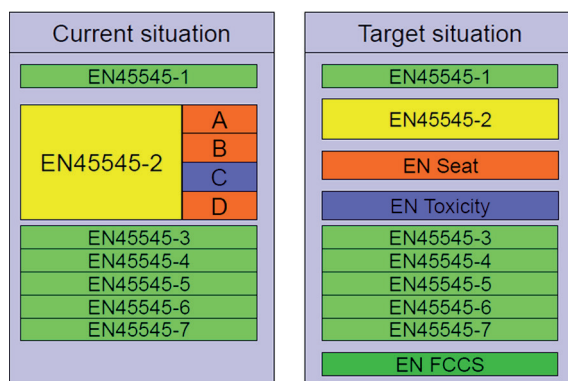 Current situation
EN45545-1
EN45545-2
A
B
C
D
EN45545-3
EN45545-4
EN45545-5
EN45545-6
EN45545-7
Target situation
EN45545-1
EN45545-2
EN Seat
EN Toxicity
EN45545-3
EN45545-4
EN45545-5
EN45545-6
EN45545-7
EN FCCS